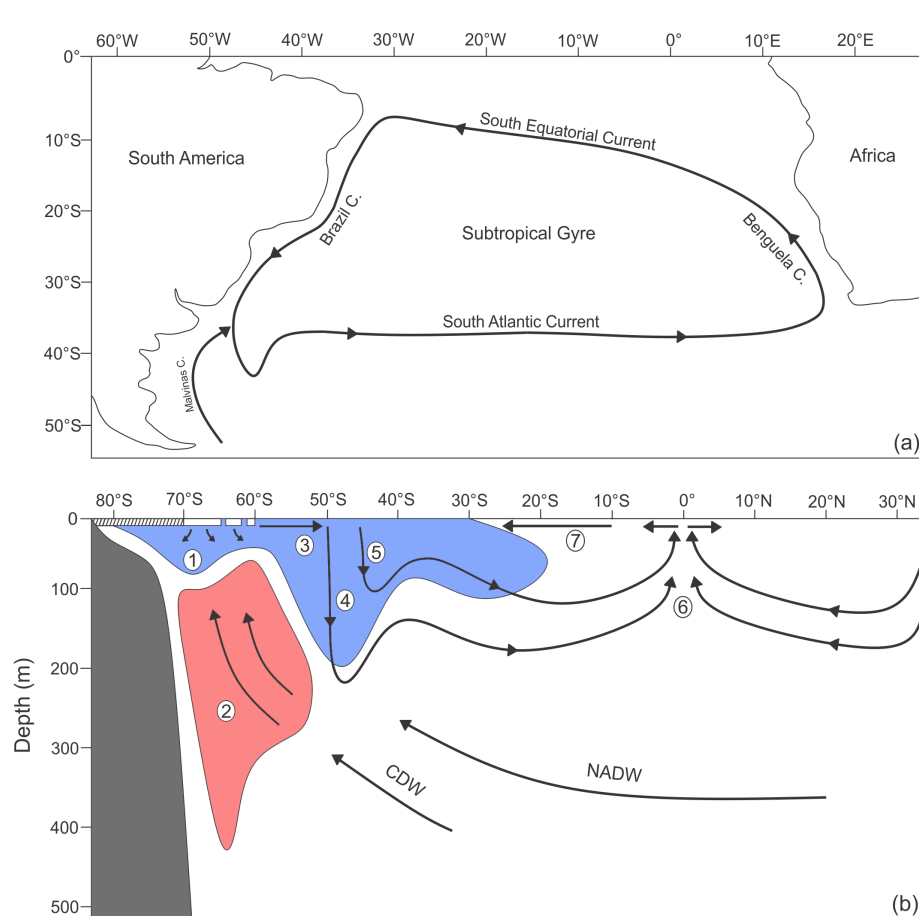 60°W 50°W 40°W 30°W 20°W 10°W 0° 10°E 20°E
0°
10°S
20°S
30°S
40°S
50°S
South America
Africa
South Equatorial Current
Brazil C.
Subtropical Gyre
Benguela C.
South Atlantic Current
Malvinas C.
(a)
80°S 70°S 60°S 50°S 40°S 30°S 20°S 10°S 0° 10°N 20°N 30°N
Depth (m)
0
100
200
300
400
500
1
2
3
4
5
6
7
CDW
NADW
(b)